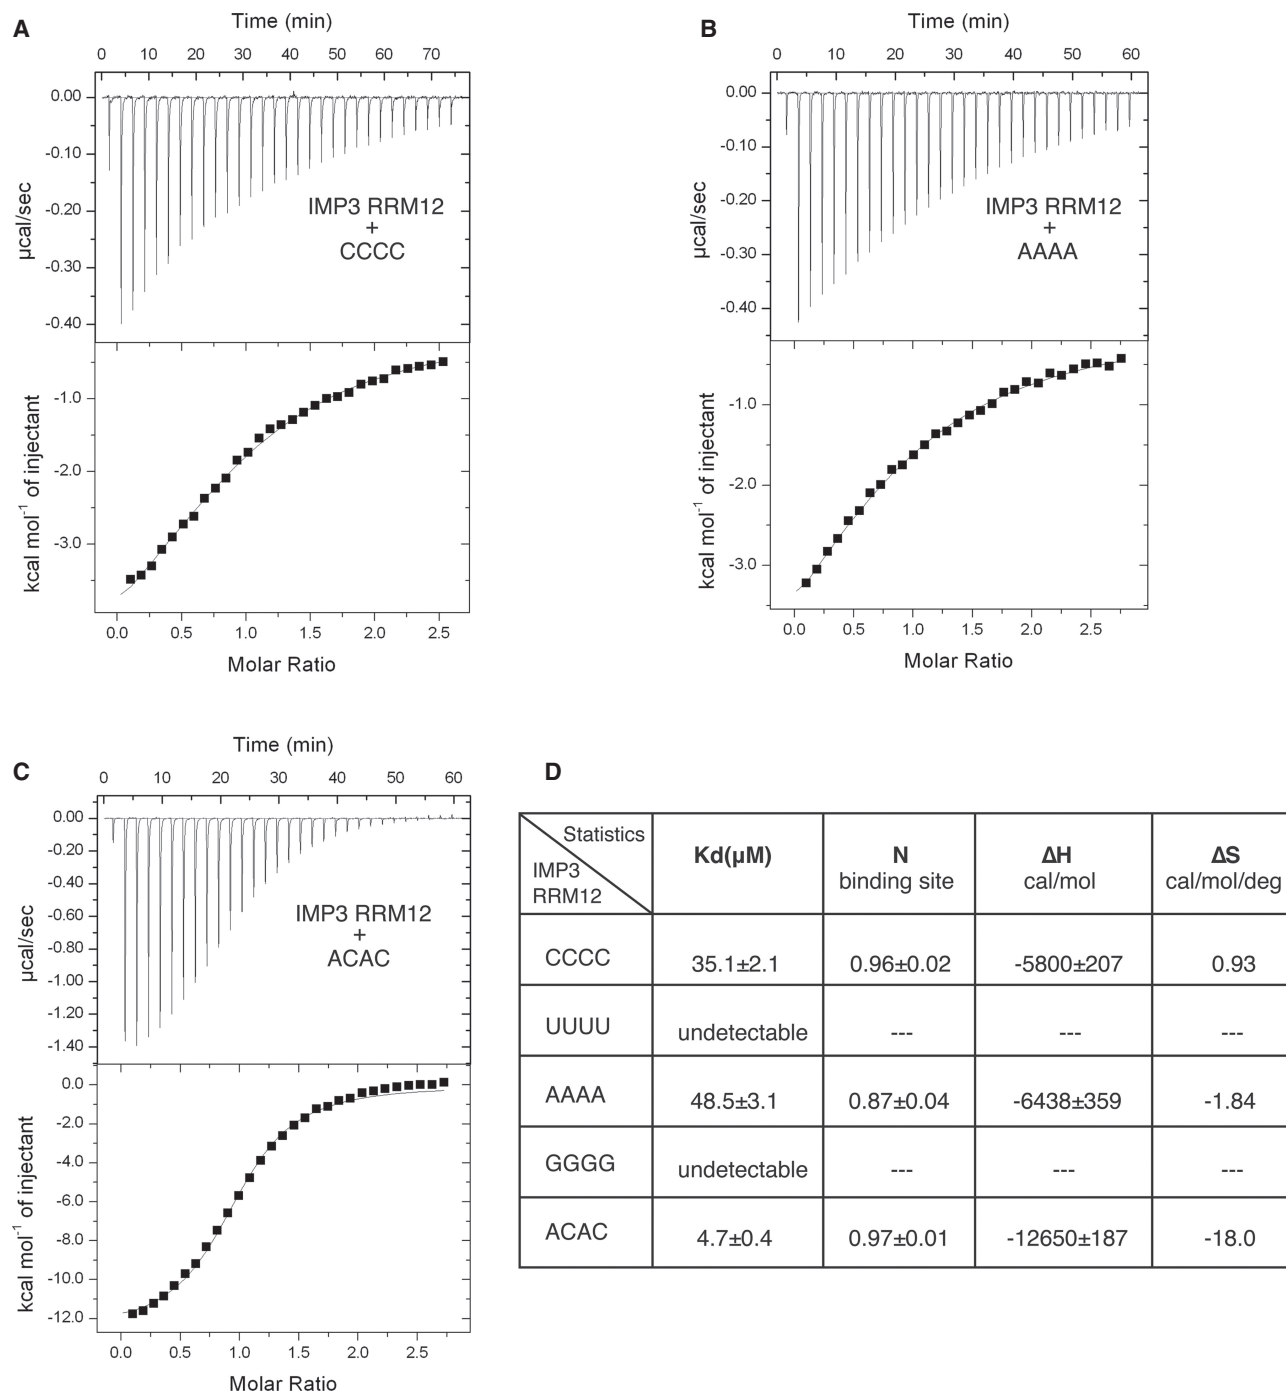 A
Time (min)
0 10 20 30 40 50 60 70
0.00
-0.10
-0.20
-0.30
-0.40
µcal/sec
IMP3 RRM12
+
CCCC
-1.0
-2.0
-3.0
kcal mol-1 of injectant
0.0 0.5 1.0 1.5 2.0 2.5
Molar Ratio
B
Time (min)
0 10 20 30 40 50 60
0.00
-0.10
-0.20
-0.30
-0.40
µcal/sec
IMP3 RRM12
+
AAAA
-1.0
-2.0
-3.0
kcal mol-1 of injectant
0.0 0.5 1.0 1.5 2.0 2.5
Molar Ratio
C
Time (min)
0 10 20 30 40 50 60
0.00
-0.20
-0.40
-0.60
-0.80
-1.00
-1.20
-1.40
µcal/sec
IMP3 RRM12
+
ACAC
0.0
-2.0
-4.0
-6.0
-8.0
-10.0
-12.0
kcal mol-1 of injectant
0.0 0.5 1.0 1.5 2.0 2.5
Molar Ratio
D
Statistics
IMP3
RRM12
Kd(µM)
N
binding site
ΔH
cal/mol
ΔS
cal/mol/deg
CCCC 35.1±2.1 0.96±0.02 -5800±207 0.93
UUUU undetectable --- --- ---
AAAA 48.5±3.1 0.87±0.04 -6438±359 -1.84
GGGG undetectable --- --- ---
ACAC 4.7±0.4 0.97±0.01 -12650±187 -18.0